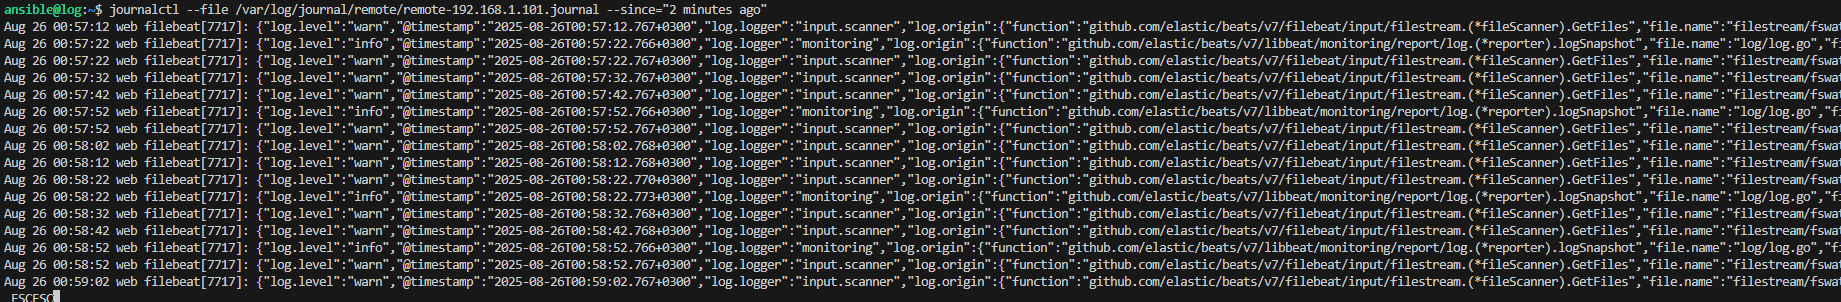 ansible@log:~$ journalctl --file /var/log/journal/remote/remote-192.168.1.101.journal --since="2 minutes ago"
Aug 26 00:57:12 web filebeat[7717]: {"log.level":"warn","@timestamp":"2025-08-26T00:57:12.767+0300","log.logger":"input.scanner","log.origin":{"function":"github.com/elastic/beats/v7/filebeat/input/filestream.(*fileScanner).GetFiles","file.name":"filestream/fswat
Aug 26 00:57:22 web filebeat[7717]: {"log.level":"info","@timestamp":"2025-08-26T00:57:22.766+0300","log.logger":"monitoring","log.origin":{"function":"github.com/elastic/beats/v7/libbeat/monitoring/report/log.(*reporter).logSnapshot","file.name":"log/log.go","fi
Aug 26 00:57:22 web filebeat[7717]: {"log.level":"warn","@timestamp":"2025-08-26T00:57:22.767+0300","log.logger":"input.scanner","log.origin":{"function":"github.com/elastic/beats/v7/filebeat/input/filestream.(*fileScanner).GetFiles","file.name":"filestream/fswat
Aug 26 00:57:32 web filebeat[7717]: {"log.level":"warn","@timestamp":"2025-08-26T00:57:32.767+0300","log.logger":"input.scanner","log.origin":{"function":"github.com/elastic/beats/v7/filebeat/input/filestream.(*fileScanner).GetFiles","file.name":"filestream/fswat
Aug 26 00:57:42 web filebeat[7717]: {"log.level":"warn","@timestamp":"2025-08-26T00:57:42.767+0300","log.logger":"input.scanner","log.origin":{"function":"github.com/elastic/beats/v7/filebeat/input/filestream.(*fileScanner).GetFiles","file.name":"filestream/fswat
Aug 26 00:57:52 web filebeat[7717]: {"log.level":"info","@timestamp":"2025-08-26T00:57:52.766+0300","log.logger":"monitoring","log.origin":{"function":"github.com/elastic/beats/v7/libbeat/monitoring/report/log.(*reporter).logSnapshot","file.name":"log/log.go","fi
Aug 26 00:57:52 web filebeat[7717]: {"log.level":"warn","@timestamp":"2025-08-26T00:57:52.767+0300","log.logger":"input.scanner","log.origin":{"function":"github.com/elastic/beats/v7/filebeat/input/filestream.(*fileScanner).GetFiles","file.name":"filestream/fswat
Aug 26 00:58:02 web filebeat[7717]: {"log.level":"warn","@timestamp":"2025-08-26T00:58:02.768+0300","log.logger":"input.scanner","log.origin":{"function":"github.com/elastic/beats/v7/filebeat/input/filestream.(*fileScanner).GetFiles","file.name":"filestream/fswat
Aug 26 00:58:12 web filebeat[7717]: {"log.level":"warn","@timestamp":"2025-08-26T00:58:12.768+0300","log.logger":"input.scanner","log.origin":{"function":"github.com/elastic/beats/v7/filebeat/input/filestream.(*fileScanner).GetFiles","file.name":"filestream/fswat
Aug 26 00:58:22 web filebeat[7717]: {"log.level":"warn","@timestamp":"2025-08-26T00:58:22.770+0300","log.logger":"input.scanner","log.origin":{"function":"github.com/elastic/beats/v7/filebeat/input/filestream.(*fileScanner).GetFiles","file.name":"filestream/fswat
Aug 26 00:58:22 web filebeat[7717]: {"log.level":"info","@timestamp":"2025-08-26T00:58:22.773+0300","log.logger":"monitoring","log.origin":{"function":"github.com/elastic/beats/v7/libbeat/monitoring/report/log.(*reporter).logSnapshot","file.name":"log/log.go","fi
Aug 26 00:58:32 web filebeat[7717]: {"log.level":"warn","@timestamp":"2025-08-26T00:58:32.768+0300","log.logger":"input.scanner","log.origin":{"function":"github.com/elastic/beats/v7/filebeat/input/filestream.(*fileScanner).GetFiles","file.name":"filestream/fswat
Aug 26 00:58:42 web filebeat[7717]: {"log.level":"warn","@timestamp":"2025-08-26T00:58:42.768+0300","log.logger":"input.scanner","log.origin":{"function":"github.com/elastic/beats/v7/filebeat/input/filestream.(*fileScanner).GetFiles","file.name":"filestream/fswat
Aug 26 00:58:52 web filebeat[7717]: {"log.level":"info","@timestamp":"2025-08-26T00:58:52.766+0300","log.logger":"monitoring","log.origin":{"function":"github.com/elastic/beats/v7/libbeat/monitoring/report/log.(*reporter).logSnapshot","file.name":"log/log.go","fi
Aug 26 00:58:52 web filebeat[7717]: {"log.level":"warn","@timestamp":"2025-08-26T00:58:52.767+0300","log.logger":"input.scanner","log.origin":{"function":"github.com/elastic/beats/v7/filebeat/input/filestream.(*fileScanner).GetFiles","file.name":"filestream/fswat
Aug 26 00:59:02 web filebeat[7717]: {"log.level":"warn","@timestamp":"2025-08-26T00:59:02.767+0300","log.logger":"input.scanner","log.origin":{"function":"github.com/elastic/beats/v7/filebeat/input/filestream.(*fileScanner).GetFiles","file.name":"filestream/fswat
ESCESC